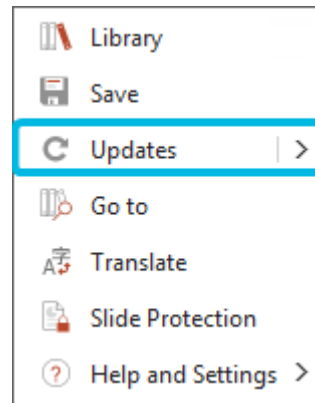 Library
Save
Updates
Go to
Translate
Slide Protection
Help and Settings